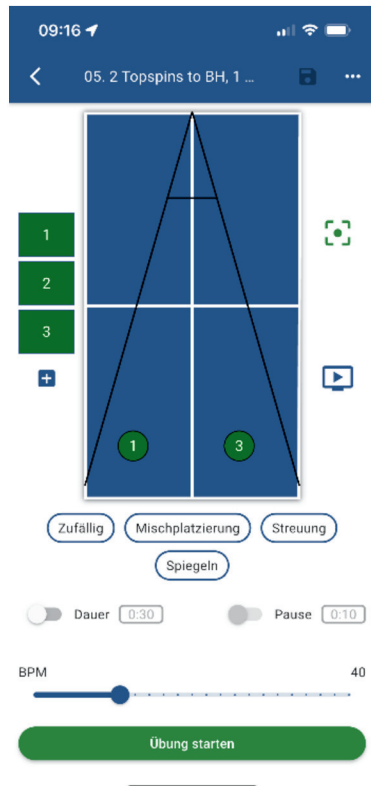 09:16
05. 2 Topspins to BH, 1 ...
1
2
3
1
3
Zufällig Mischplatzierung Streuung
Spiegeln
Dauer 0:30 Pause 0:10
BPM 40
Übung starten